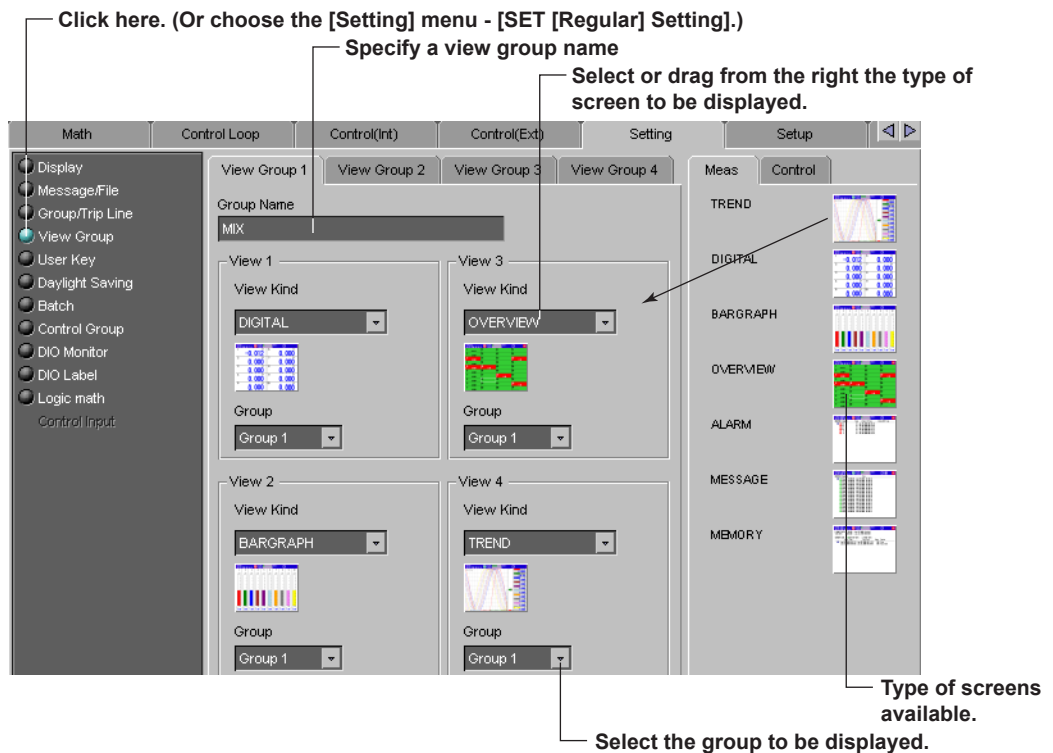 Click here. (Or choose the [Setting] menu - [SET [Regular] Setting].)
Specify a view group name
Select or drag from the right the type of
screen to be displayed.
Math Control Loop Control(Int) Control(Ext) Setting Setup
Display
Message/File
Group/Trip Line
View Group
User Key
Daylight Saving
Batch
Control Group
DIO Monitor
DIO Label
Logic math
Control Input
View Group 1 View Group 2 View Group 3 View Group 4
Group Name
MIX
View 1
View Kind
DIGITAL
Group
Group 1
View 3
View Kind
OVERVIEW
Group
Group 1
View 2
View Kind
BARGRAPH
Group
Group 1
View 4
View Kind
TREND
Group
Group 1
Meas Control
TREND
DIGITAL
BARGRAPH
OVERVIEW
ALARM
MESSAGE
MEMORY
Type of screens
available.
Select the group to be displayed.